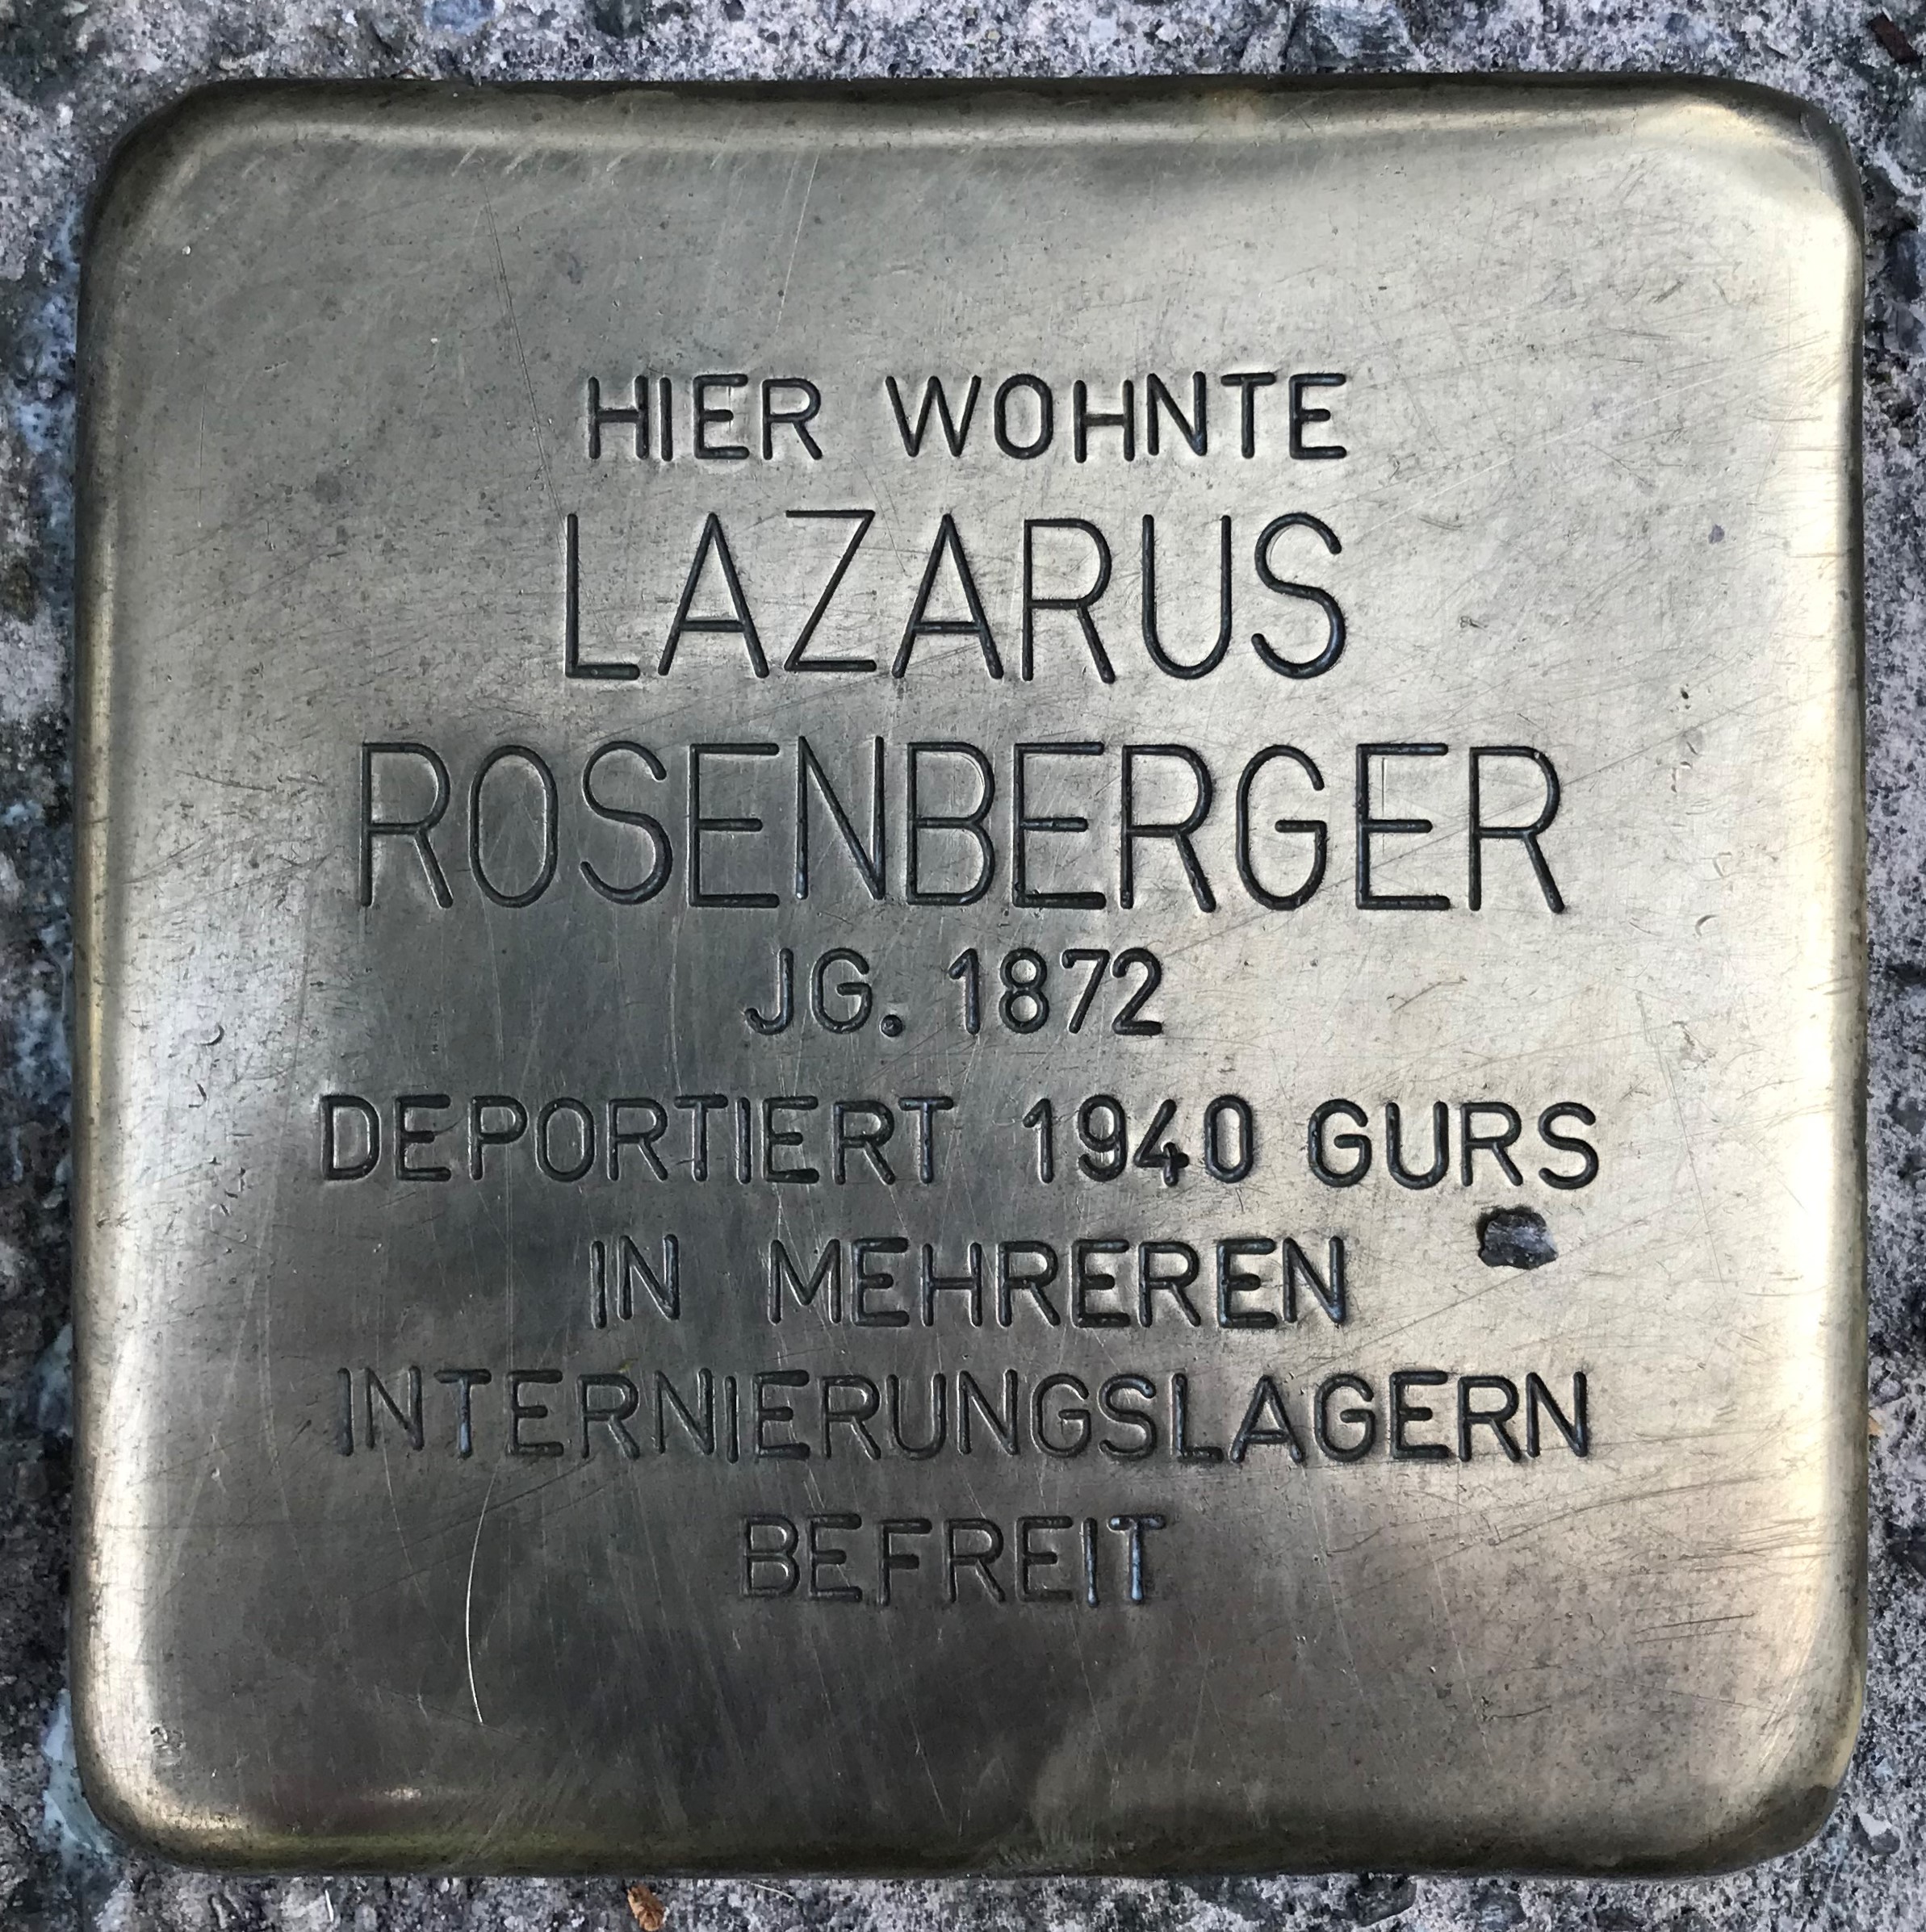 HIER WOHNTE
LAZARUS
ROSENBERGER
JG. 1872
DEPORTIERT 1940 GURS
IN MEHREREN
INTERNIERUNGSLAGERN
BEFREIT